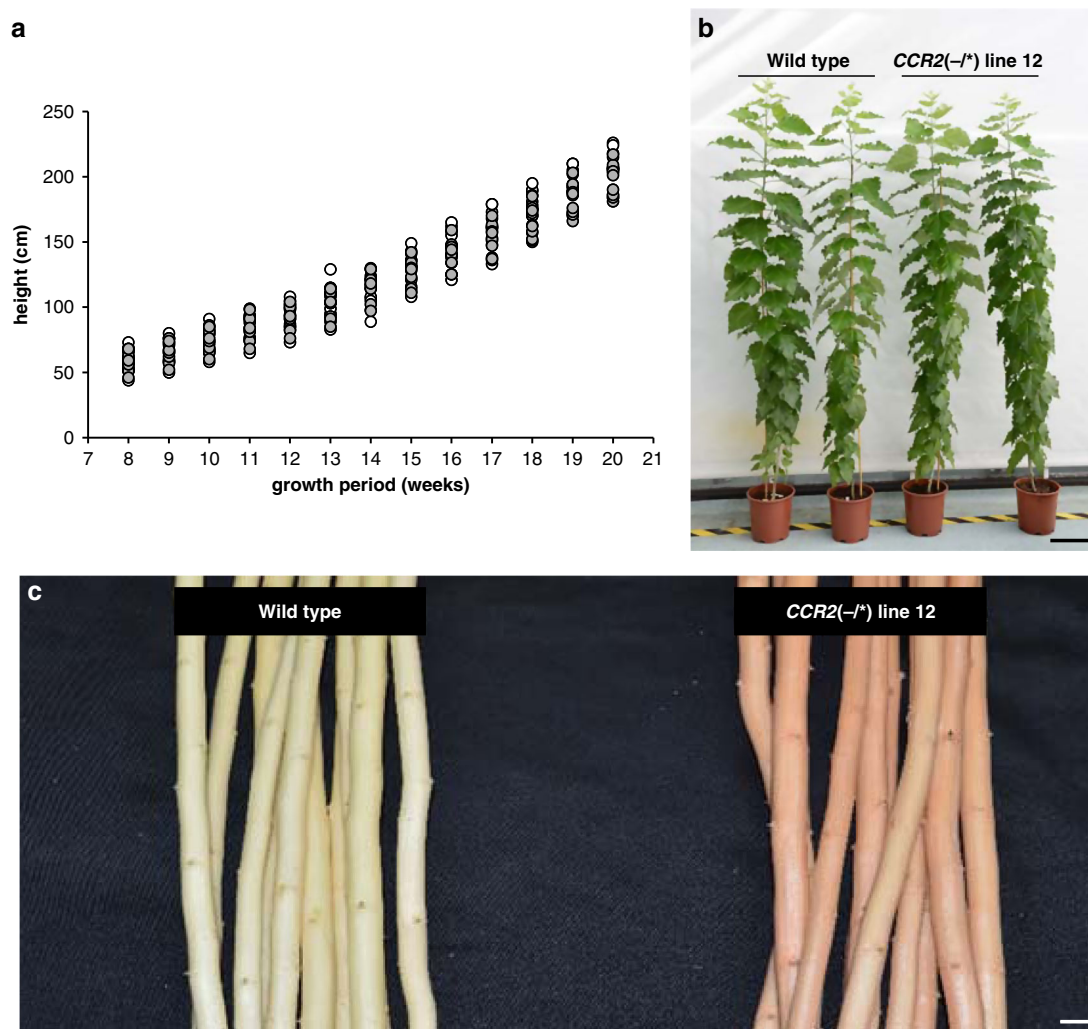 a
250
200
150
100
50
0
height (cm)
7 8 9 10 11 12 13 14 15 16 17 18 19 20 21
growth period (weeks)
b
Wild type
CCR2(–/*) line 12
c
Wild type
CCR2(–/*) line 12